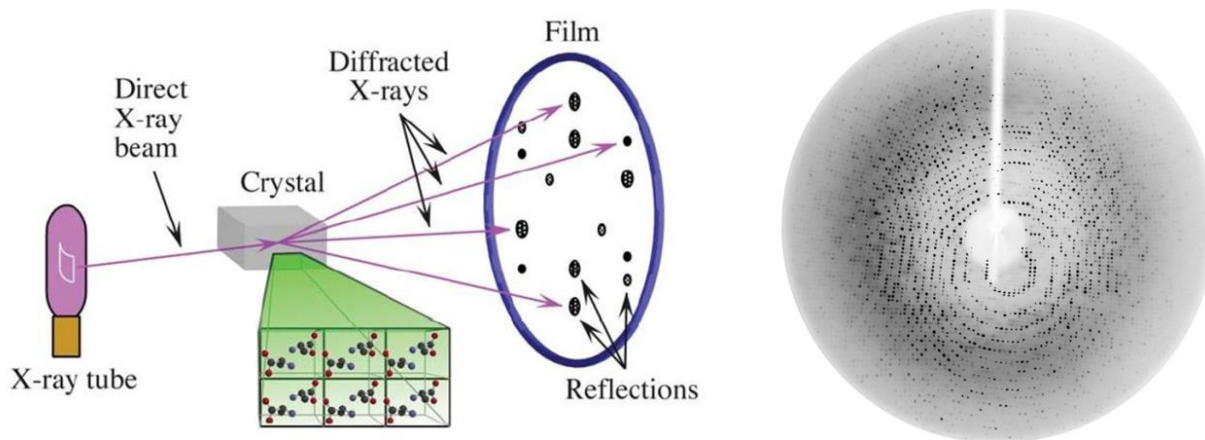 Film
Diffracted
X-rays
Direct
X-ray
beam
Crystal
X-ray tube
Reflections